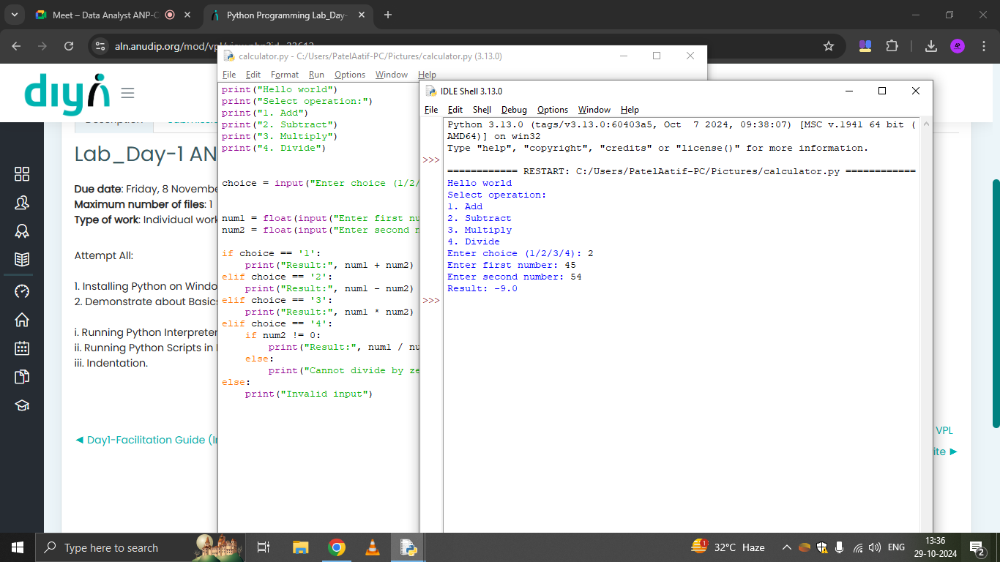 Meet – Data Analyst ANP-C
Python Programming Lab_Day-
aln.anudip.org/mod/vpl/view.php?id=
diyn
Lab_Day-1 AN
Due date: Friday, 8 Novembe
Maximum number of files: 1
Type of work: Individual work
Attempt All:
1. Installing Python on Windo
2. Demonstrate about Basics
i. Running Python Interpreter
ii. Running Python Scripts in
iii. Indentation.
◄ Day1-Facilitation Guide (In
VPL
ite ►
calculator.py - C:/Users/PatelAatif-PC/Pictures/calculator.py (3.13.0)
File Edit Format Run Options Window Help
print("Hello world")
print("Select operation:")
print("1. Add")
print("2. Subtract")
print("3. Multiply")
print("4. Divide")
choice = input("Enter choice (1/2/
num1 = float(input("Enter first nu
num2 = float(input("Enter second n
if choice == '1':
print("Result:", num1 + num2)
elif choice == '2':
print("Result:", num1 - num2)
elif choice == '3':
print("Result:", num1 * num2)
elif choice == '4':
if num2 != 0:
print("Result:", num1 / nu
else:
print("Cannot divide by ze
else:
print("Invalid input")
IDLE Shell 3.13.0
File Edit Shell Debug Options Window Help
Python 3.13.0 (tags/v3.13.0:60403a5, Oct  7 2024, 09:38:07) [MSC v.1941 64 bit (
AMD64)] on win32
Type "help", "copyright", "credits" or "license()" for more information.
>>>
============ RESTART: C:/Users/PatelAatif-PC/Pictures/calculator.py ============
Hello world
Select operation:
1. Add
2. Subtract
3. Multiply
4. Divide
Enter choice (1/2/3/4): 2
Enter first number: 45
Enter second number: 54
Result: -9.0
>>>
Type here to search
1
32°C Haze
ENG
13:36
29-10-2024
2